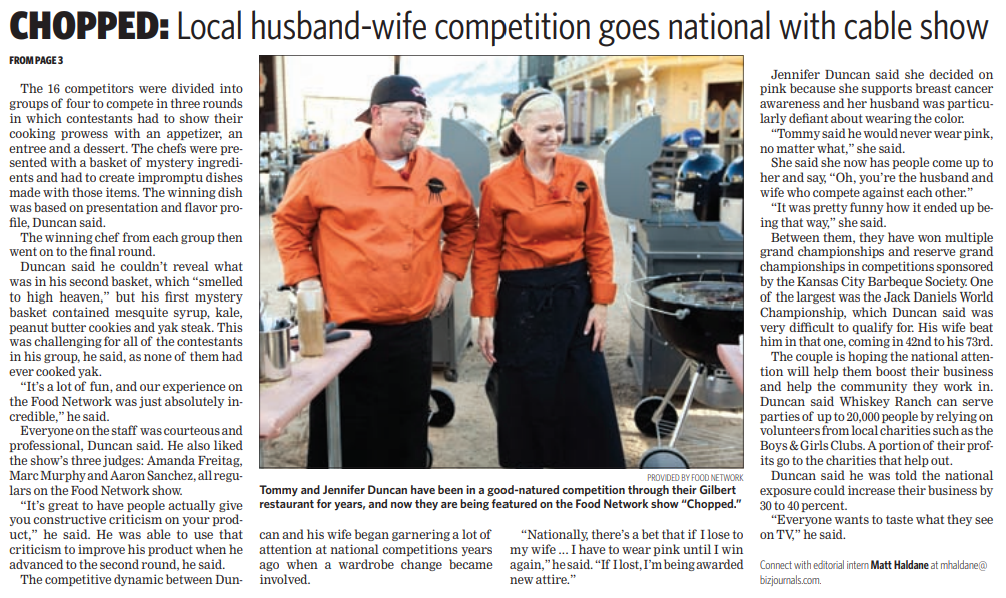 CHOPPED: Local husband-wife competition goes national with cable show
FROM PAGE 3
The 16 competitors were divided into
groups of four to compete in three rounds
in which contestants had to show their
cooking prowess with an appetizer, an
entree and a dessert. The chefs were pre-
sented with a basket of mystery ingredi-
ents and had to create impromptu dishes
made with those items. The winning dish
was based on presentation and flavor pro-
file, Duncan said.
The winning chef from each group then
went on to the final round.
Duncan said he couldn’t reveal what
was in his second basket, which “smelled
to high heaven,” but his first mystery
basket contained mesquite syrup, kale,
peanut butter cookies and yak steak. This
was challenging for all of the contestants
in his group, he said, as none of them had
ever cooked yak.
“It’s a lot of fun, and our experience on
the Food Network was just absolutely in-
credible,” he said.
Everyone on the staff was courteous and
professional, Duncan said. He also liked
the show’s three judges: Amanda Freitag,
Marc Murphy and Aaron Sanchez, all regu-
lars on the Food Network show.
“It’s great to have people actually give
you constructive criticism on your prod-
uct,” he said. He was able to use that
criticism to improve his product when he
advanced to the second round, he said.
The competitive dynamic between Dun-
PROVIDED BY FOOD NETWORK
Tommy and Jennifer Duncan have been in a good-natured competition through their Gilbert
restaurant for years, and now they are being featured on the Food Network show “Chopped.”
can and his wife began garnering a lot of
attention at national competitions years
ago when a wardrobe change became
involved.
“Nationally, there’s a bet that if I lose to
my wife ... I have to wear pink until I win
again,” he said. “If I lost, I’m being awarded
new attire.”
Jennifer Duncan said she decided on
pink because she supports breast cancer
awareness and her husband was particu-
larly defiant about wearing the color.
“Tommy said he would never wear pink,
no matter what,” she said.
She said she now has people come up to
her and say, “Oh, you’re the husband and
wife who compete against each other.”
“It was pretty funny how it ended up be-
ing that way,” she said.
Between them, they have won multiple
grand championships and reserve grand
championships in competitions sponsored
by the Kansas City Barbeque Society. One
of the largest was the Jack Daniels World
Championship, which Duncan said was
very difficult to qualify for. His wife beat
him in that one, coming in 42nd to his 73rd.
The couple is hoping the national atten-
tion will help them boost their business
and help the community they work in.
Duncan said Whiskey Ranch can serve
parties of up to 20,000 people by relying on
volunteers from local charities such as the
Boys & Girls Clubs. A portion of their prof-
its go to the charities that help out.
Duncan said he was told the national
exposure could increase their business by
30 to 40 percent.
“Everyone wants to taste what they see
on TV,” he said.
Connect with editorial intern Matt Haldane at mhaldane@
bizjournals.com.